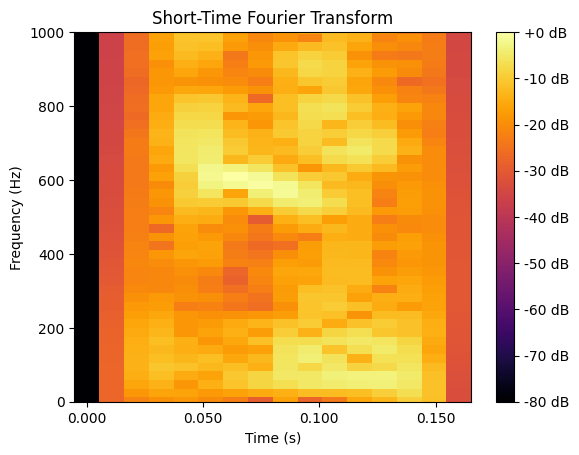 Short-Time Fourier Transform
1000
800
600
400
200
0
Frequency (Hz)
0.000
0.050
0.100
0.150
Time (s)
+0 dB
-10 dB
-20 dB
-30 dB
-40 dB
-50 dB
-60 dB
-70 dB
-80 dB